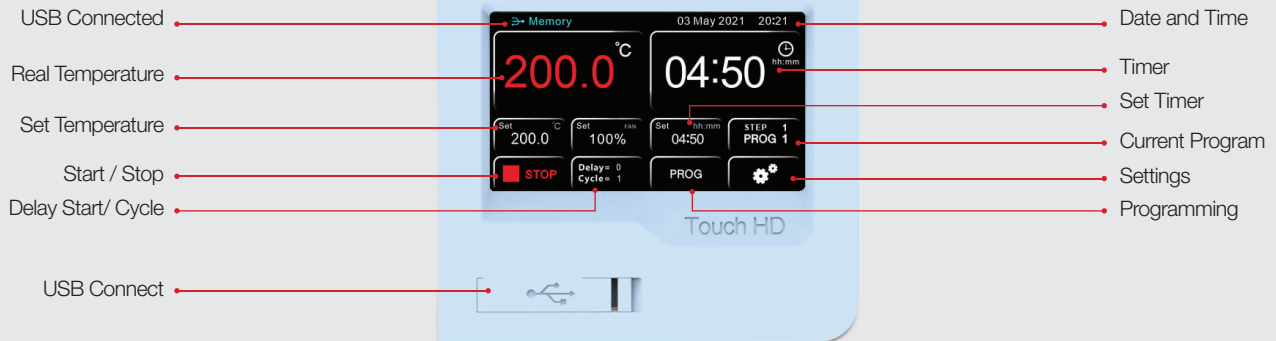 USB Connected
Real Temperature
Set Temperature
Start / Stop
Delay Start/ Cycle
USB Connect
Memory
03 May 2021 20:21
200.0 °C
04:50 hh:mm
Set °C
200.0
Set FAN
100%
Set hh:mm
04:50
STEP 1
PROG 1
STOP
Delay= 0
Cycle= 1
PROG
Touch HD
Date and Time
Timer
Set Timer
Current Program
Settings
Programming